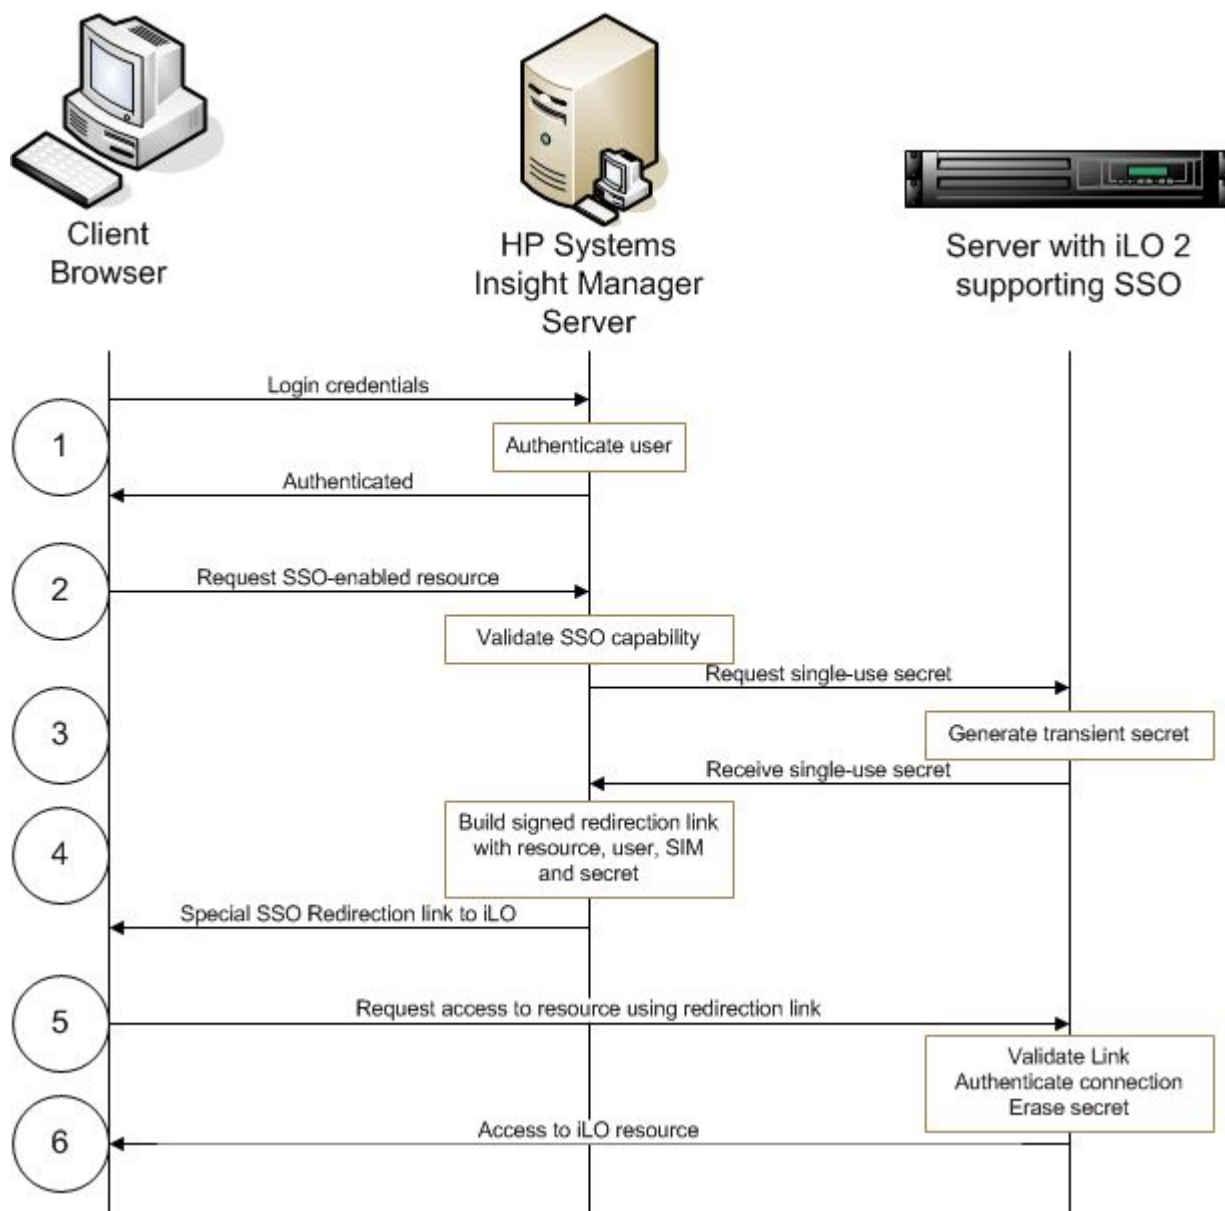 Client
Browser
HP Systems
Insight Manager
Server
Server with iLO 2
supporting SSO
Login credentials
1
Authenticate user
Authenticated
2
Request SSO-enabled resource
Validate SSO capability
Request single-use secret
3
Generate transient secret
Receive single-use secret
4
Build signed redirection link
with resource, user, SIM
and secret
Special SSO Redirection link to iLO
5
Request access to resource using redirection link
Validate Link
Authenticate connection
Erase secret
6
Access to iLO resource